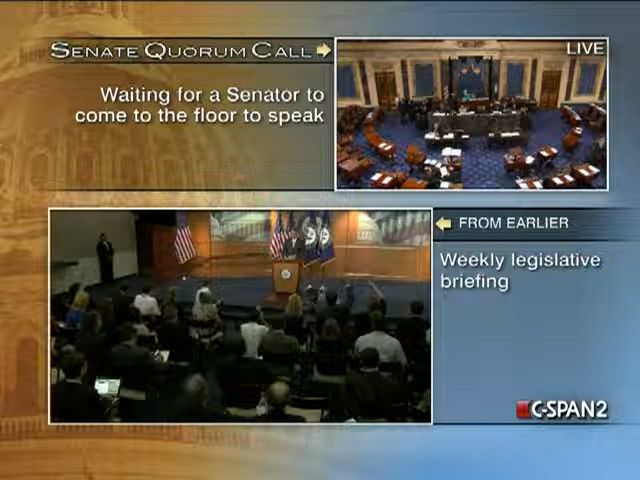 SENATE QUORUM CALL
LIVE
Waiting for a Senator to
come to the floor to speak
FROM EARLIER
Weekly legislative
briefing
C-SPAN2